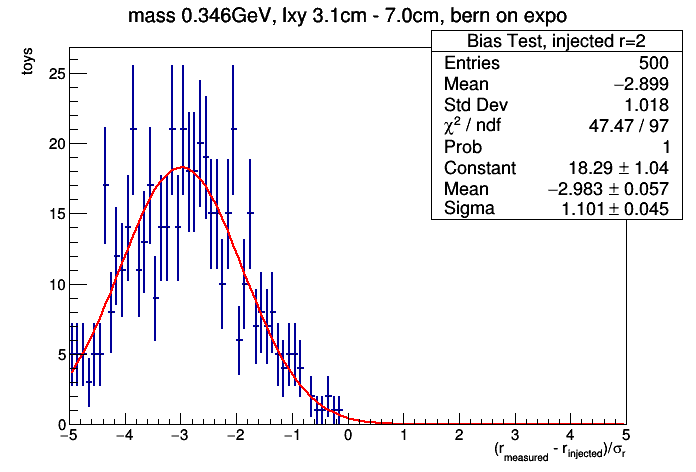 mass 0.346GeV, lxy 3.1cm - 7.0cm, bern on expo
toys
Bias Test, injected r=2
Entries 500
Mean −2.899
Std Dev 1.018
χ² / ndf 47.47 / 97
Prob 1
Constant 18.29 ± 1.04
Mean −2.983 ± 0.057
Sigma 1.101 ± 0.045
25
20
15
10
5
0
−5 −4 −3 −2 −1 0 1 2 3 4 5
(r_measured - r_injected)/σ_r